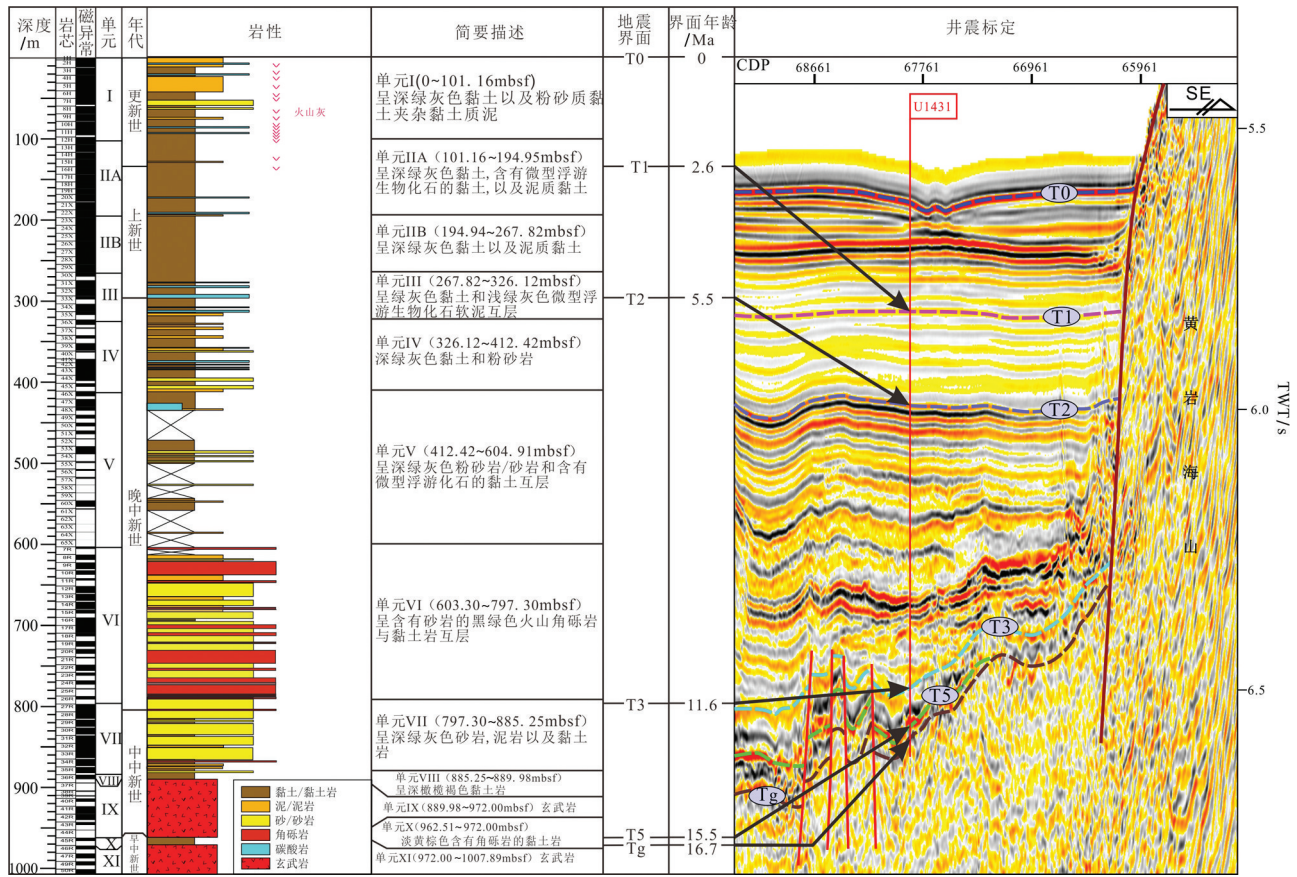 深度/m
岩芯
磁异常
单元
年代
岩性
简要描述
地震界面
界面年龄/Ma
井震标定
0
100
200
300
400
500
600
700
800
900
1000
I
IIA
IIB
III
IV
V
VI
VII
VIII
IX
X
XI
更新世
上新世
晚中新世
中中新世
早中新世
火山灰
黏土/黏土岩
泥/泥岩
砂/砂岩
角砾岩
碳酸岩
玄武岩
单元I(0~101.16mbsf)
呈深绿灰色黏土以及粉砂质黏
土夹杂黏土质泥
单元IIA(101.16~194.95mbsf)
呈深绿灰色黏土,含有微型浮游
生物化石的黏土,以及泥质黏土
单元IIB(194.94~267.82mbsf)
呈深绿灰色黏土以及泥质黏土
单元III(267.82~326.12mbsf)
呈绿灰色黏土和浅绿灰色微型浮
游生物化石软泥互层
单元IV(326.12~412.42mbsf)
深绿灰色黏土和粉砂岩
单元V(412.42~604.91mbsf)
呈深绿灰色粉砂岩/砂岩和含有
微型浮游化石的黏土互层
单元VI(603.30~797.30mbsf)
呈含有砂岩的黑绿色火山角砾岩
与黏土岩互层
单元VII(797.30~885.25mbsf)
呈深绿灰色砂岩,泥岩以及黏土
岩
单元VIII(885.25~889.98mbsf)
呈深橄榄褐色黏土岩
单元IX(889.98~972.00mbsf)玄武岩
单元X(962.51~972.00mbsf)
淡黄棕色含有角砾岩的黏土岩
单元XI(972.00~1007.89mbsf)玄武岩
T0
T1
T2
T3
T5
Tg
0
2.6
5.5
11.6
15.5
16.7
CDP
68661
67761
66961
65961
U1431
SE
T0
T1
T2
T3
T5
Tg
黄岩海山
5.5
6.0
6.5
TWT/s